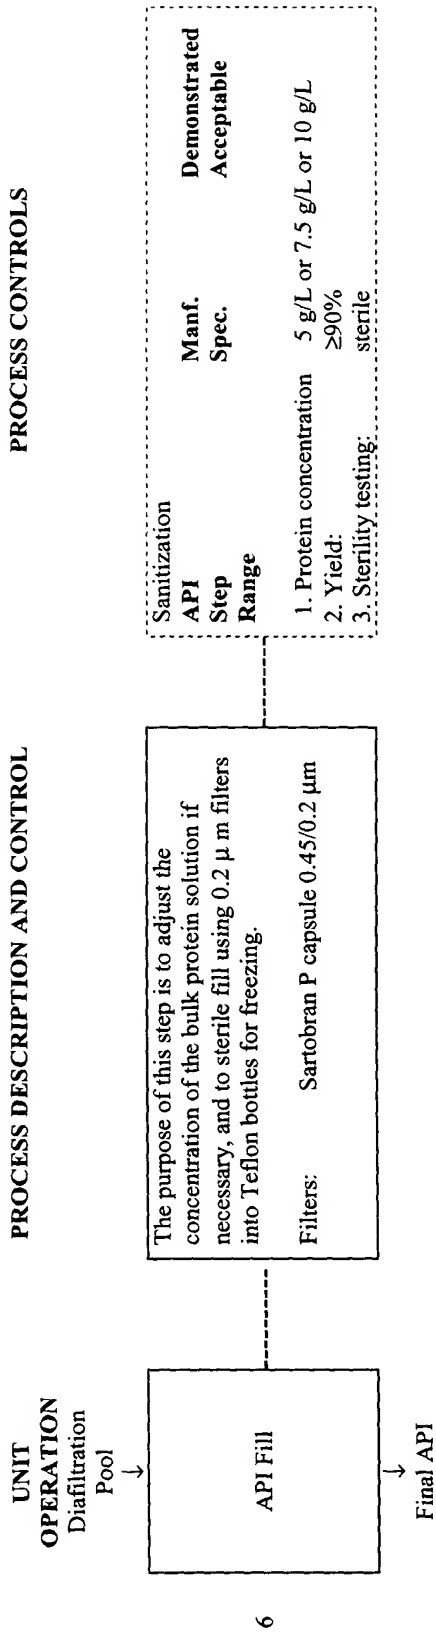 UNIT
OPERATION
Diafiltration
Pool
↓
6
API Fill
↓
Final API
PROCESS DESCRIPTION AND CONTROL
The purpose of this step is to adjust the
concentration of the bulk protein solution if
necessary, and to sterile fill using 0.2 μ m filters
into Teflon bottles for freezing.
Filters: Sartobran P capsule 0.45/0.2 μm
PROCESS CONTROLS
Sanitization
API Manf. Demonstrated
Step Spec. Acceptable
Range
1. Protein concentration 5 g/L or 7.5 g/L or 10 g/L
2. Yield: ≥90%
3. Sterility testing: sterile